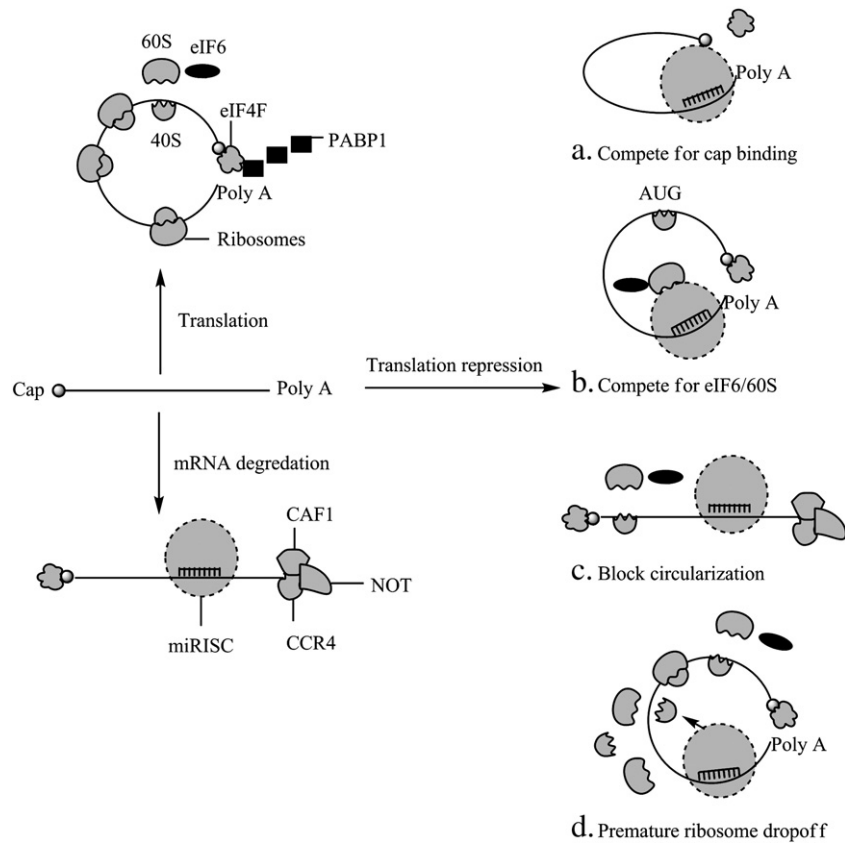 60S
eIF6
eIF4F
40S
PABP1
Poly A
Ribosomes
Translation
Cap
Poly A
Translation repression
mRNA degredation
CAF1
NOT
miRISC
CCR4
Poly A
a. Compete for cap binding
AUG
Poly A
b. Compete for eIF6/60S
c. Block circularization
Poly A
d. Premature ribosome dropoff